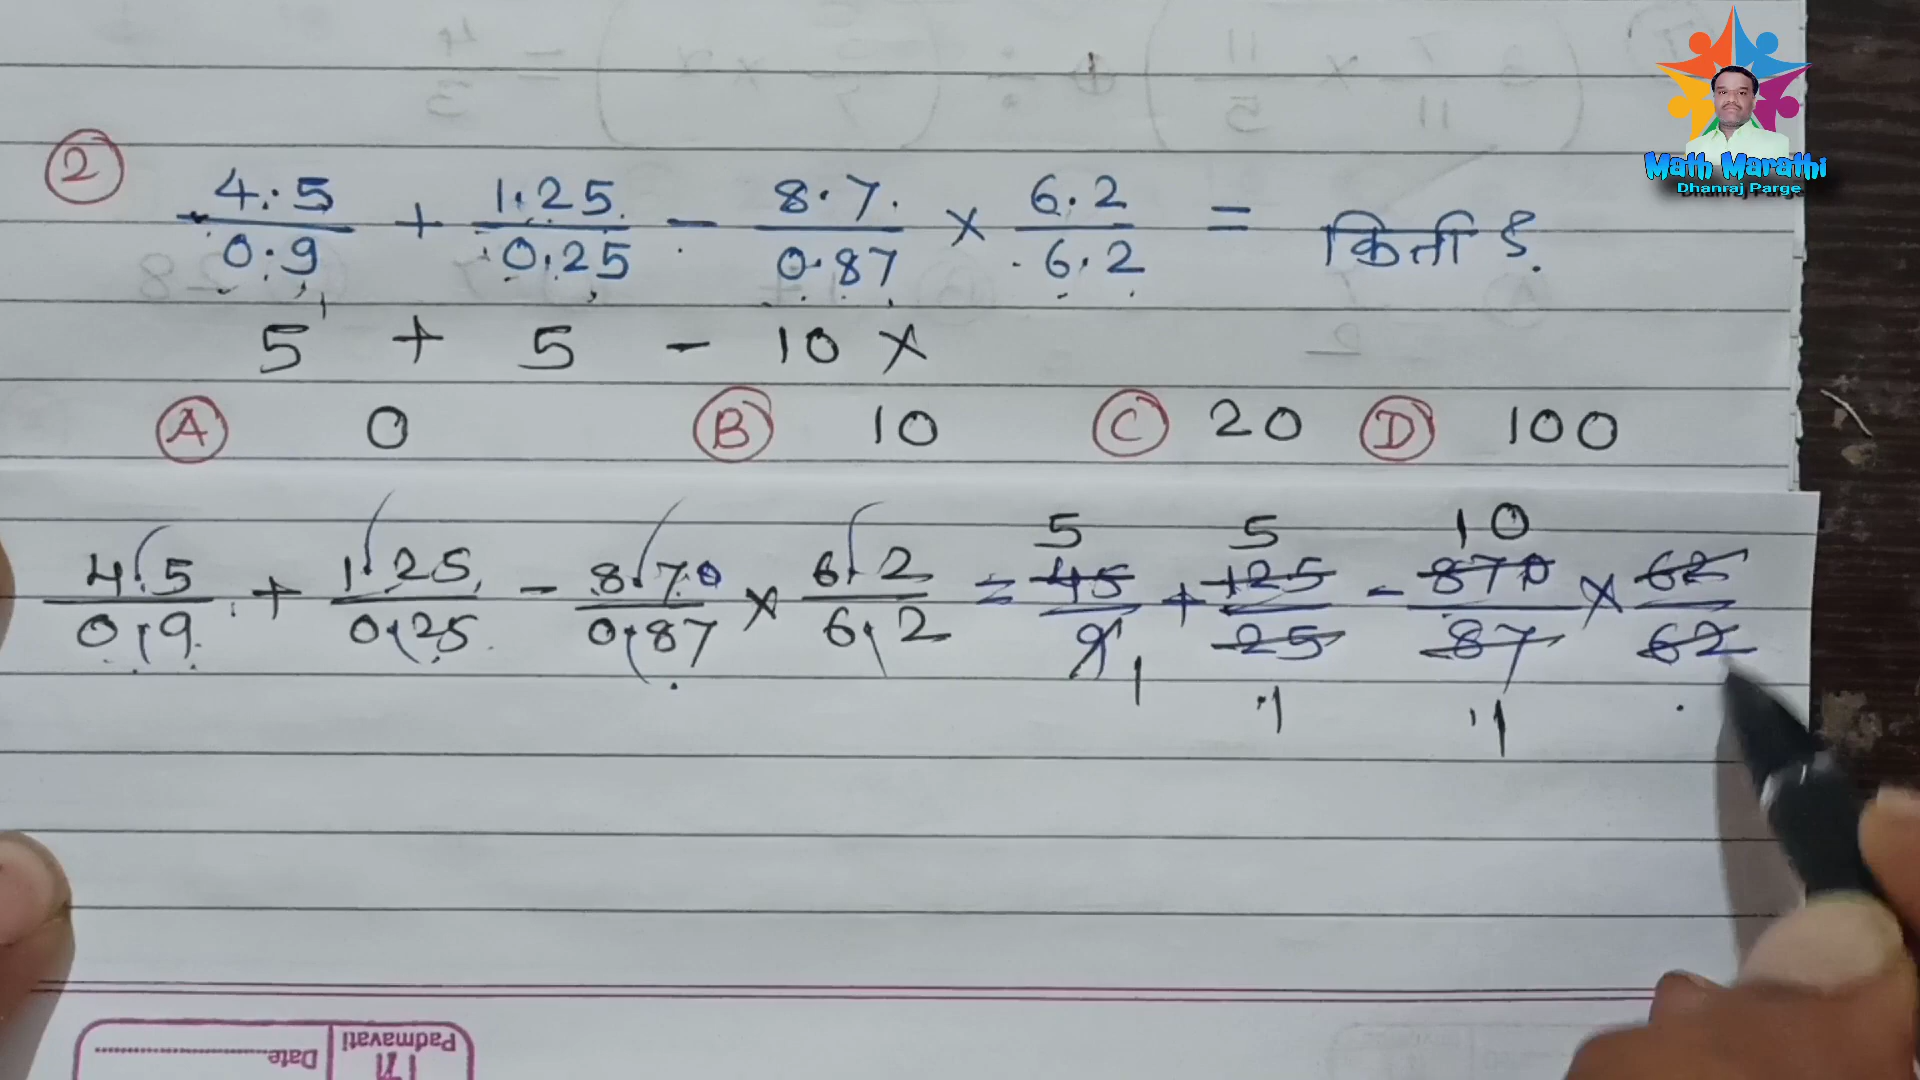 Math Marathi
Dhanraj Parge
2
4.5/0.9 + 1.25/0.25 - 8.7/0.87 × 6.2/6.2 = किती ?
5 + 5 - 10 ×
A 0 B 10 C 20 D 100
5 5 10
4.5/0.9 + 1.25/0.25 - 8.70/0.87 × 6.2/6.2 = 45/9 + 125/25 - 870/87 × 62/62
1 1 1
Padmavati
Date